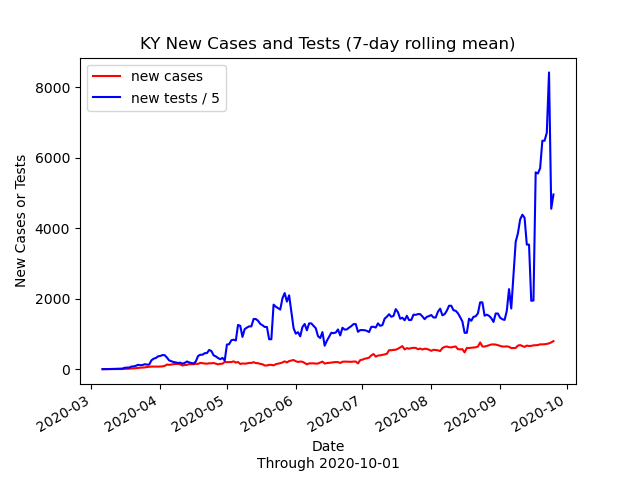 KY New Cases and Tests (7-day rolling mean)
new cases
new tests / 5
8000
6000
4000
2000
0
New Cases or Tests
2020-03
2020-04
2020-05
2020-06
2020-07
2020-08
2020-09
2020-10
Date
Through 2020-10-01